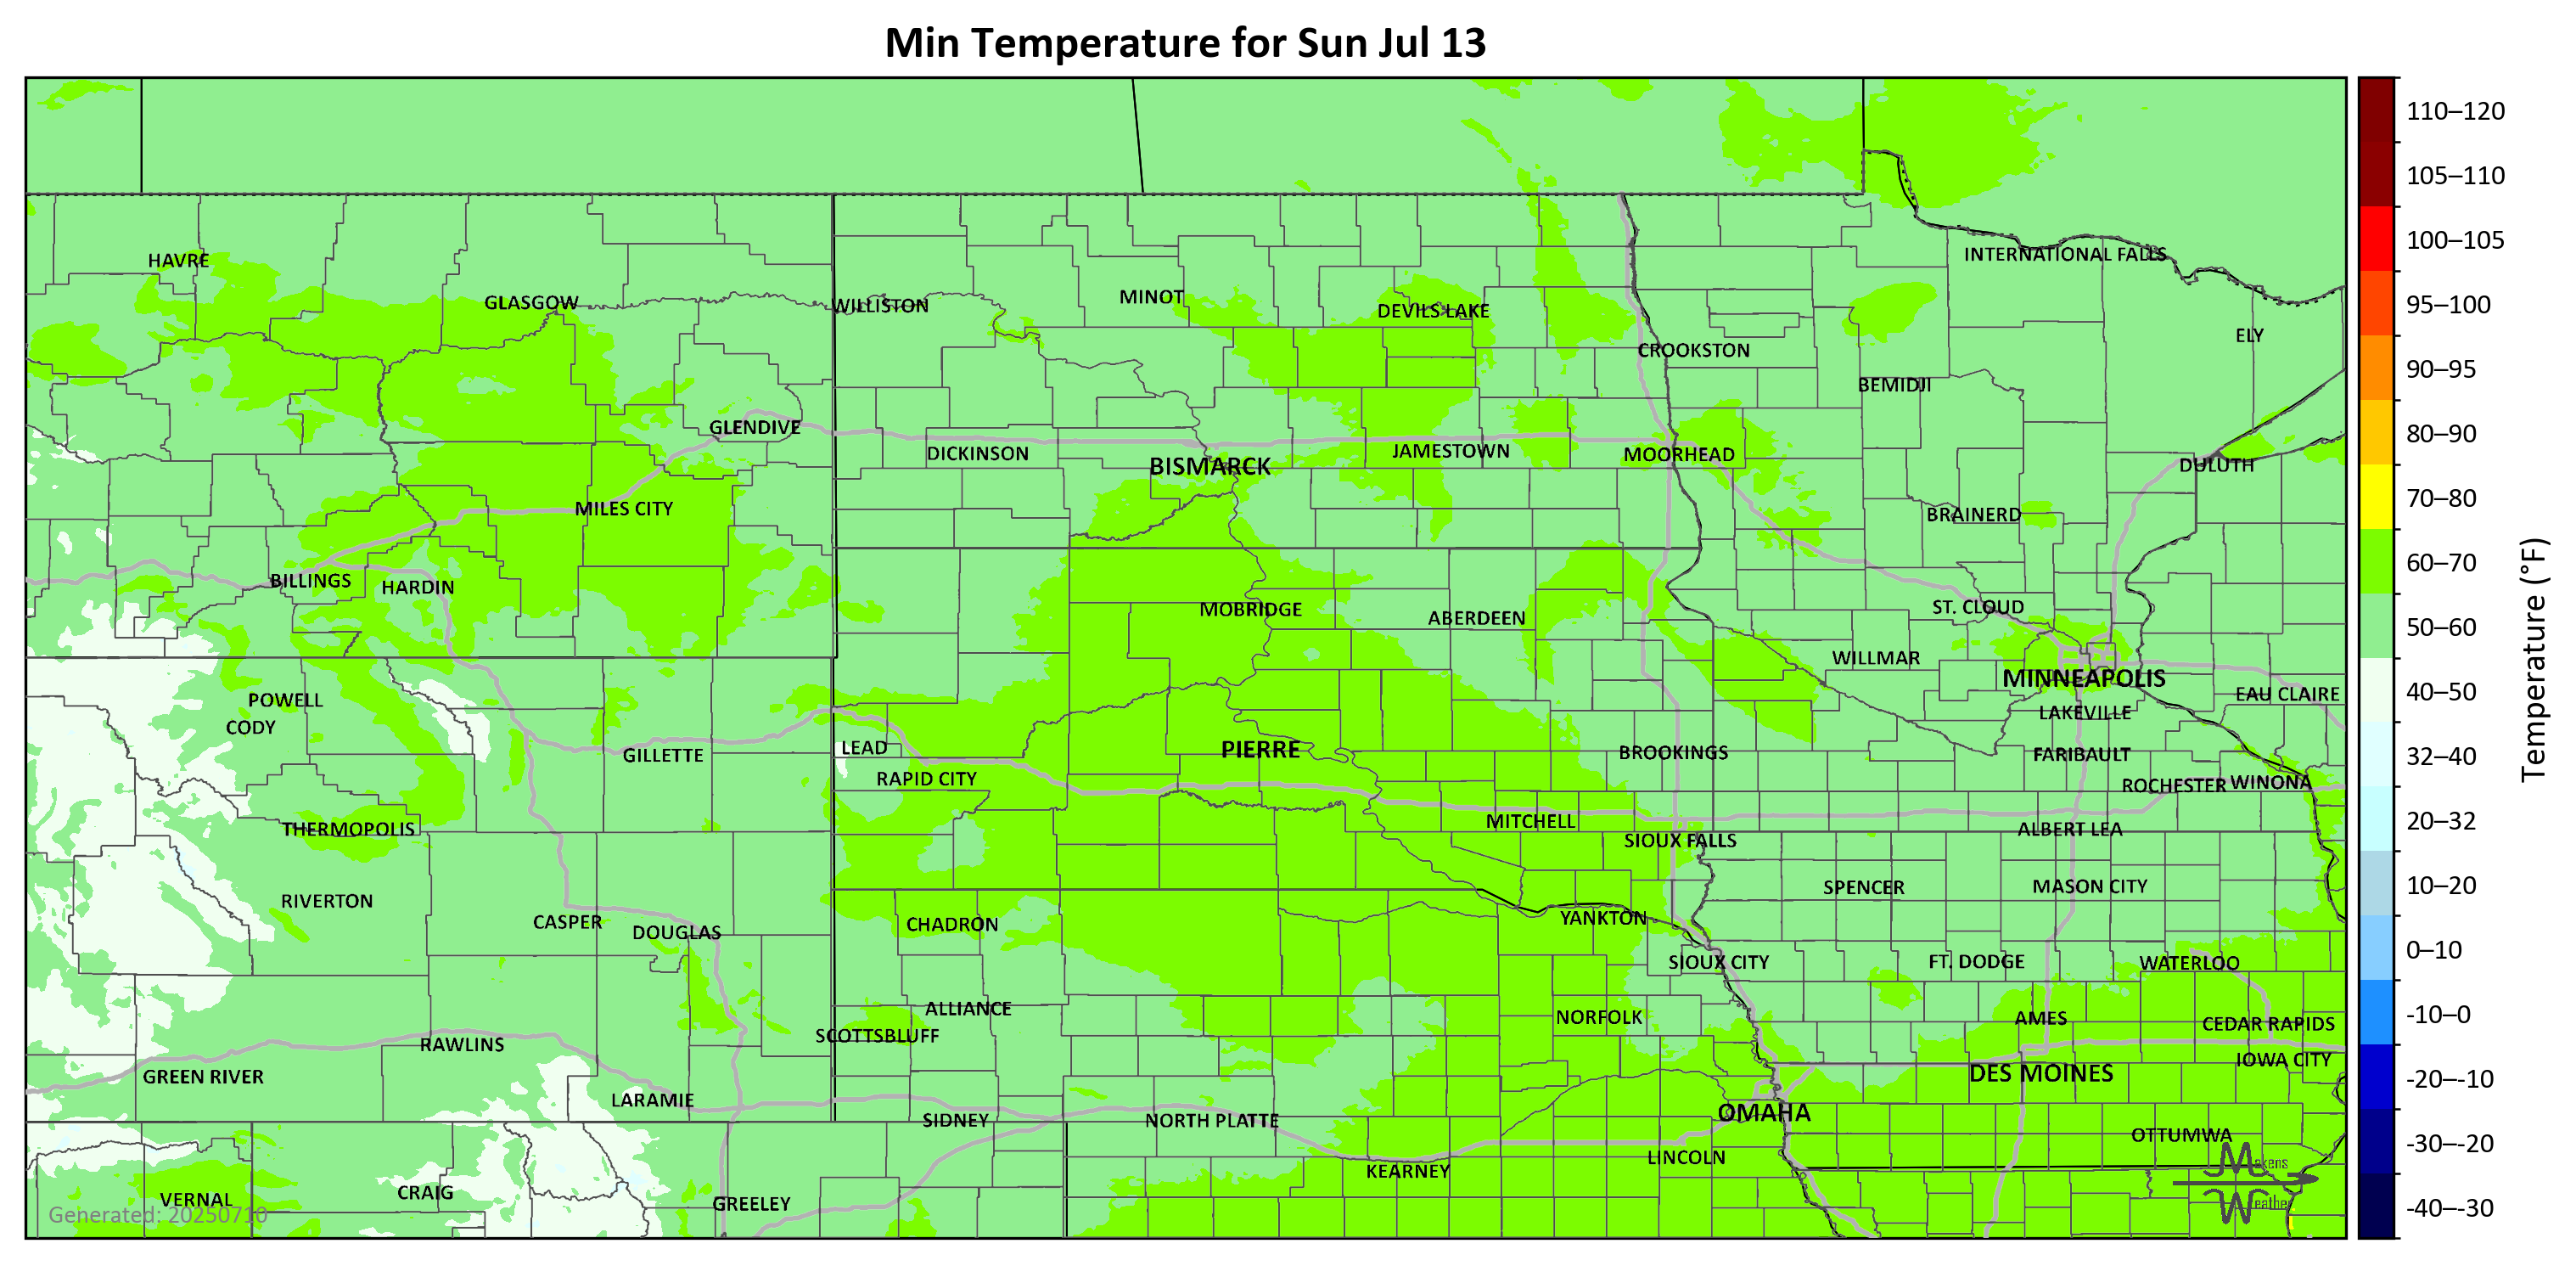 Min Temperature for Sun Jul 13
110–120
105–110
100–105
95–100
90–95
80–90
70–80
60–70
50–60
40–50
32–40
20–32
10–20
0–10
-10–0
-20–-10
-30–-20
-40–-30
Temperature (°F)
HAVRE
GLASGOW
WILLISTON
MINOT
DEVILS LAKE
CROOKSTON
INTERNATIONAL FALLS
ELY
BEMIDJI
GLENDIVE
DICKINSON
BISMARCK
JAMESTOWN
MOORHEAD
DULUTH
MILES CITY
BRAINERD
BILLINGS
HARDIN
MOBRIDGE
ABERDEEN
ST. CLOUD
WILLMAR
MINNEAPOLIS
EAU CLAIRE
POWELL
CODY
LAKEVILLE
GILLETTE
LEAD
PIERRE
BROOKINGS
FARIBAULT
RAPID CITY
ROCHESTER
WINONA
THERMOPOLIS
MITCHELL
SIOUX FALLS
ALBERT LEA
RIVERTON
SPENCER
MASON CITY
CASPER
DOUGLAS
CHADRON
YANKTON
SIOUX CITY
FT. DODGE
WATERLOO
ALLIANCE
SCOTTSBLUFF
NORFOLK
AMES
CEDAR RAPIDS
RAWLINS
IOWA CITY
GREEN RIVER
DES MOINES
LARAMIE
SIDNEY
NORTH PLATTE
OMAHA
OTTUMWA
KEARNEY
LINCOLN
VERNAL
CRAIG
GREELEY
Makens
Weather
Generated: 20250710